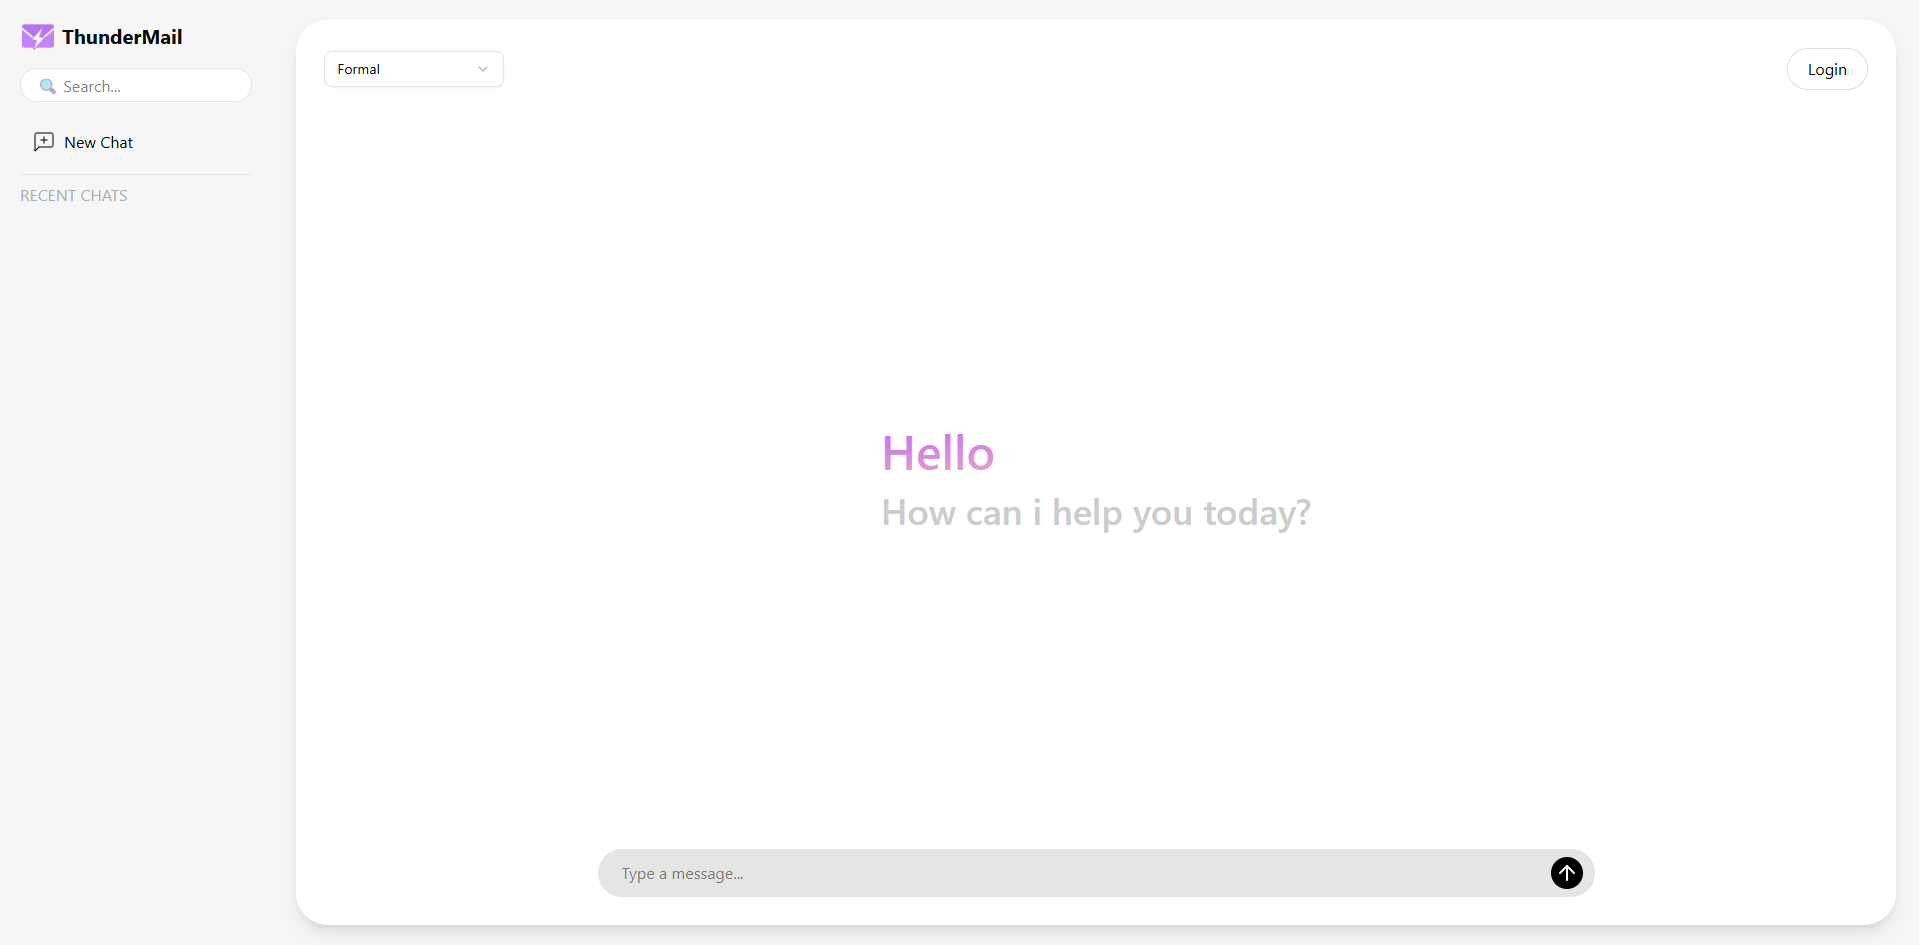 ThunderMail
Search...
New Chat
RECENT CHATS
Formal
Login
Hello
How can i help you today?
Type a message...